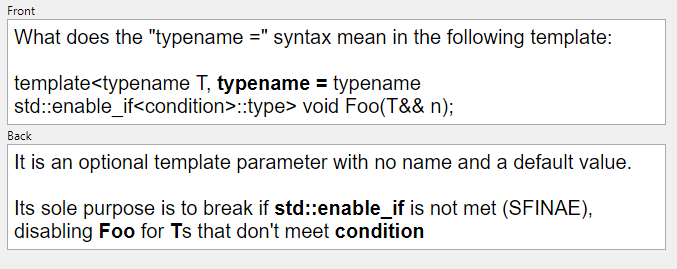 Front
What does the "typename =" syntax mean in the following template:
template<typename T, typename = typename
std::enable_if<condition>::type> void Foo(T&& n);
Back
It is an optional template parameter with no name and a default value.
Its sole purpose is to break if std::enable_if is not met (SFINAE),
disabling Foo for Ts that don't meet condition